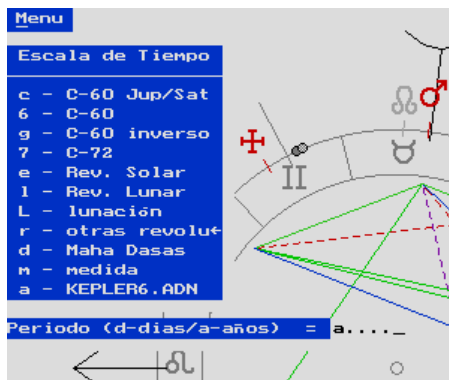 Menu
Escala de Tiempo
c - C-60 Jup/Sat
6 - C-60
g - C-60 inverso
7 - C-72
e - Rev. Solar
l - Rev. Lunar
L - lunación
r - otras revolu←
d - Maha Dasas
m - medida
a - KEPLER6.ADN
Periodo (d-dias/a-años) = a...._